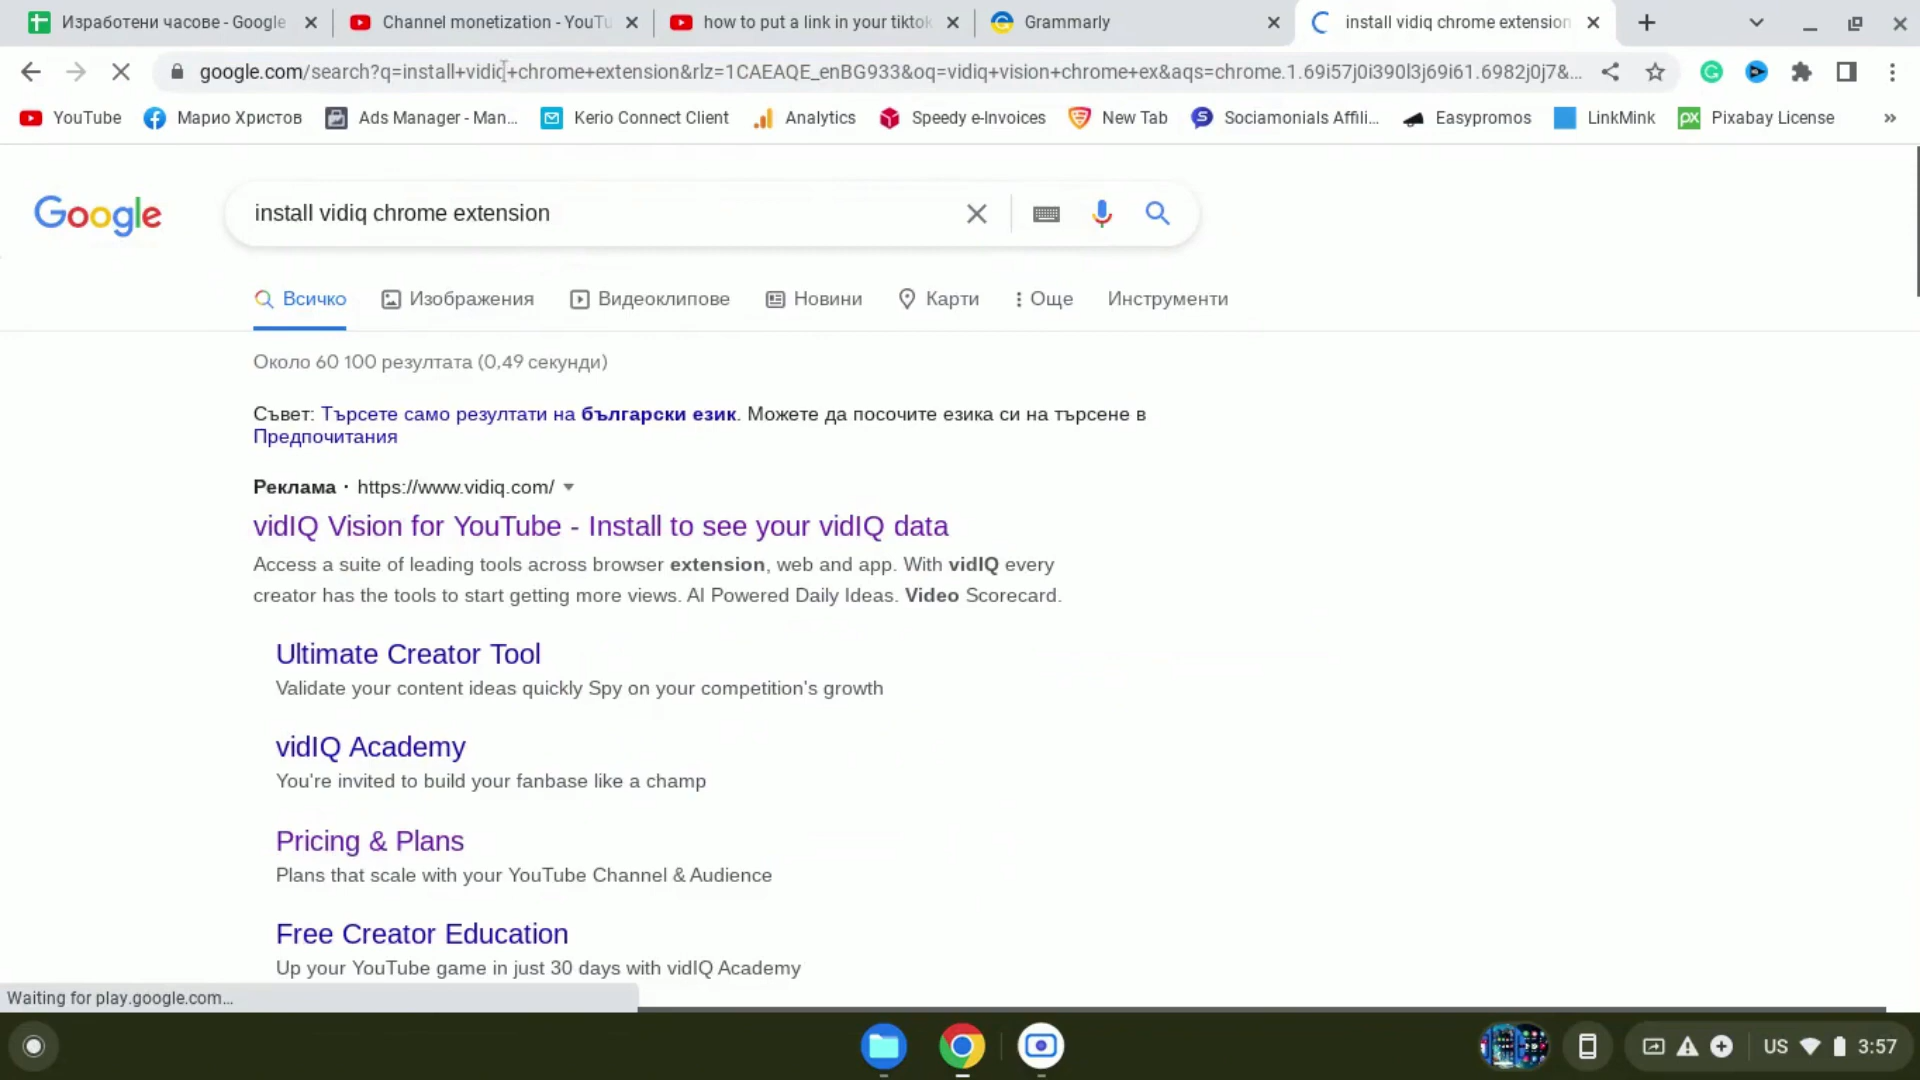 Изработени часове - Google
Channel monetization - YouTu
how to put a link in your tiktok
Grammarly
install vidiq chrome extension
google.com/search?q=install+vidiq+chrome+extension&rlz=1CAEAQE_enBG933&oq=vidiq+vision+chrome+ex&aqs=chrome.1.69i57j0i390l3j69i61.6982j0j7&...
YouTube
Марио Христов
Ads Manager - Man...
Kerio Connect Client
Analytics
Speedy e-Invoices
New Tab
Sociamonials Affili...
Easypromos
LinkMink
Pixabay License
Google
install vidiq chrome extension
Всичко
Изображения
Видеоклипове
Новини
Карти
Още
Инструменти
Около 60 100 резултата (0,49 секунди)
Съвет: Търсете само резултати на български език. Можете да посочите езика си на търсене в
Предпочитания
Реклама · https://www.vidiq.com/
vidIQ Vision for YouTube - Install to see your vidIQ data
Access a suite of leading tools across browser extension, web and app. With vidIQ every
creator has the tools to start getting more views. AI Powered Daily Ideas. Video Scorecard.
Ultimate Creator Tool
Validate your content ideas quickly Spy on your competition's growth
vidIQ Academy
You're invited to build your fanbase like a champ
Pricing & Plans
Plans that scale with your YouTube Channel & Audience
Free Creator Education
Up your YouTube game in just 30 days with vidIQ Academy
Waiting for play.google.com...
US
3:57